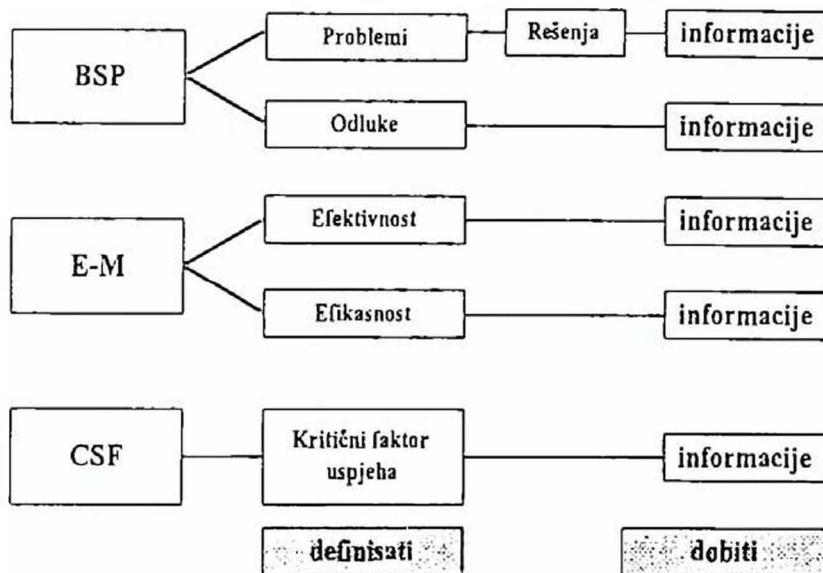 BSP
Problemi
Rešenja
informacije
Odluke
informacije
E-M
Efektivnost
informacije
Efikasnost
informacije
CSF
Kritični faktor
uspjeha
informacije
definisati
dobiti